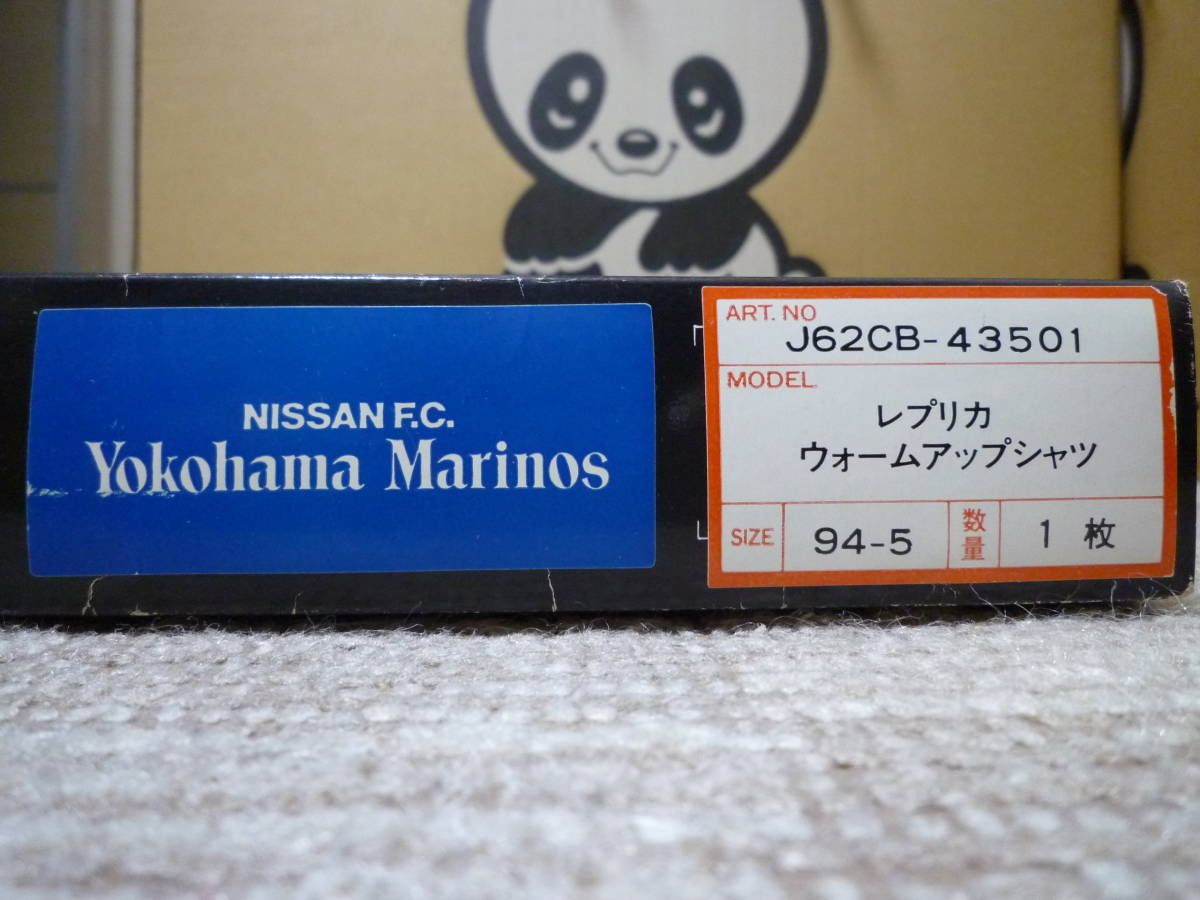 NISSAN F.C.
Yokohama Marinos
ART. NO
J62CB-43501
MODEL
レプリカ
ウォームアップシャツ
SIZE
94-5
数量
1 枚